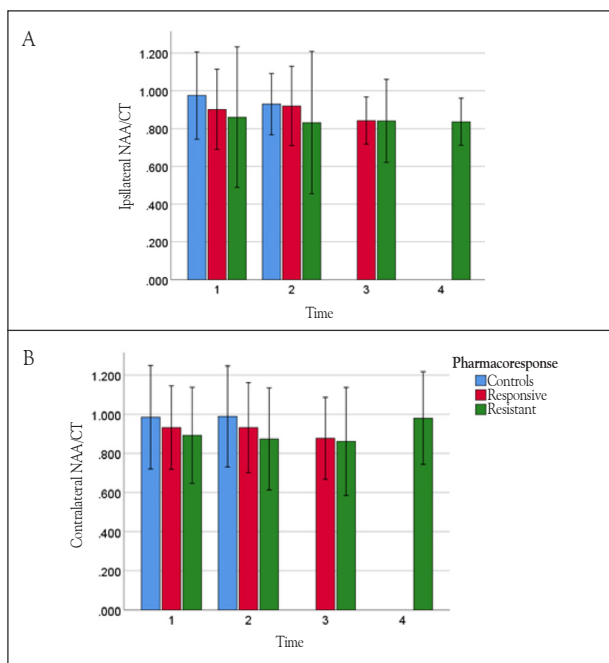 A
1.200
1.000
.800
.600
.400
.200
.000
Ipsllateral NAA/CT
1 2 3 4
Time
B
Pharmacoresponse
Controls
Responsive
Resistant
1.200
1.000
.800
.600
.400
.200
.000
Contralateral NAA/CT
1 2 3 4
Time